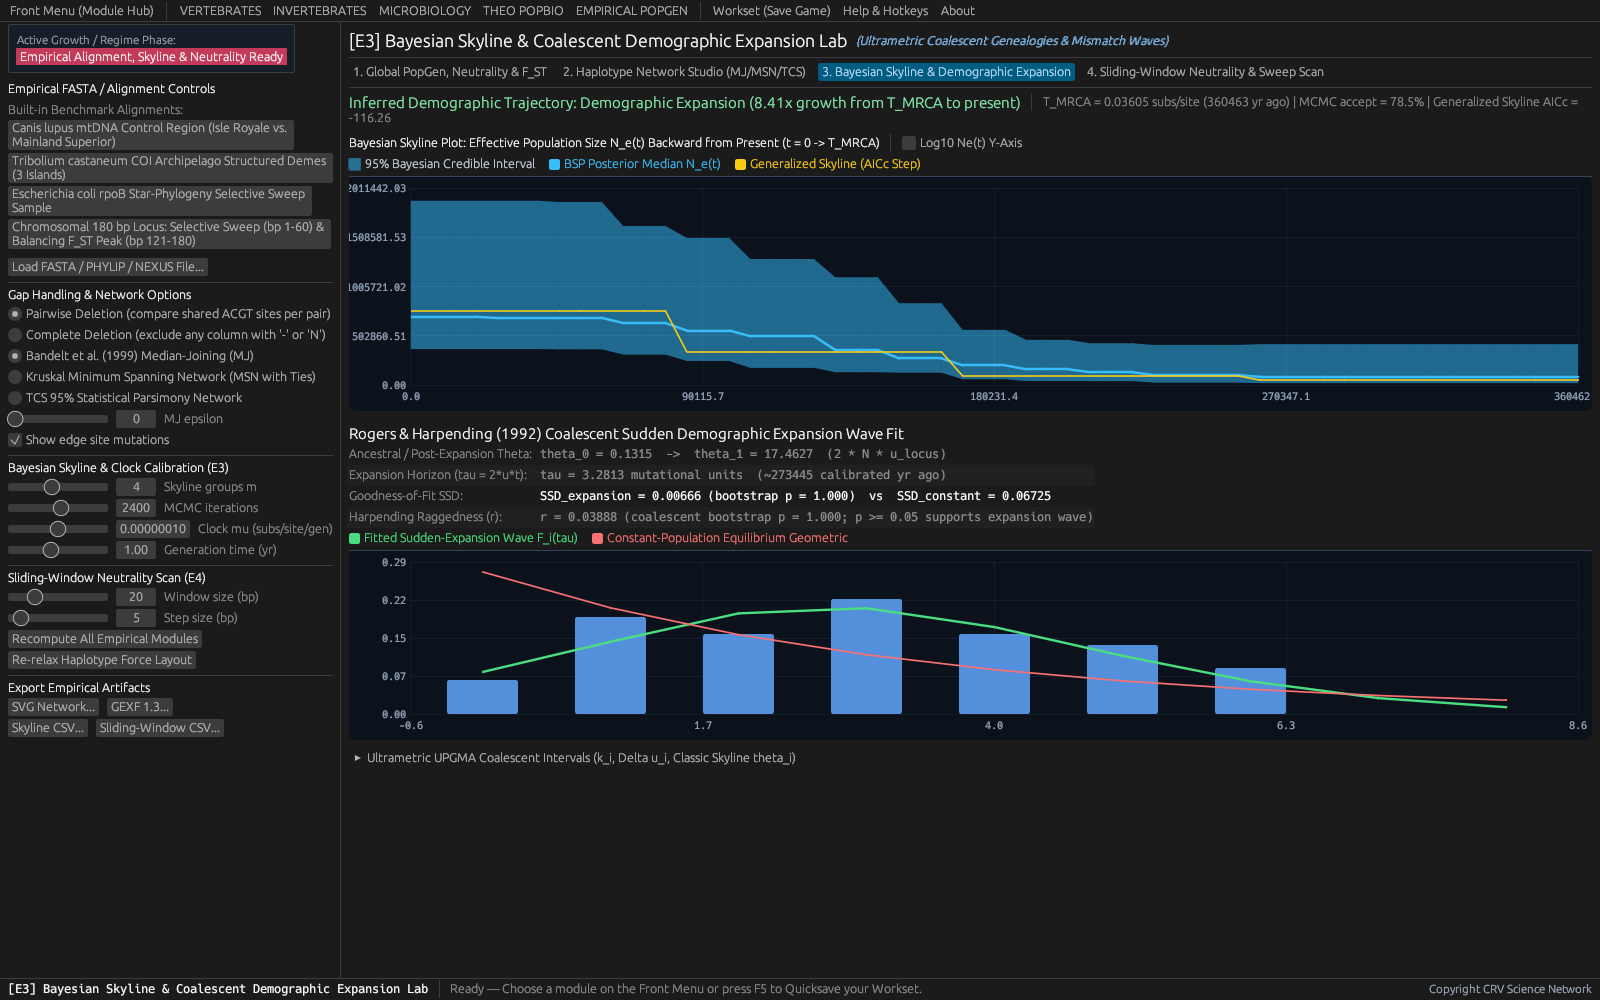 Front Menu (Module Hub) VERTEBRATES INVERTEBRATES MICROBIOLOGY THEO POPBIO EMPIRICAL POPGEN Workset (Save Game) Help & Hotkeys About
Active Growth / Regime Phase:
Empirical Alignment, Skyline & Neutrality Ready
Empirical FASTA / Alignment Controls
Built-in Benchmark Alignments:
Canis lupus mtDNA Control Region (Isle Royale vs.
Mainland Superior)
Tribolium castaneum COI Archipelago Structured Demes
(3 Islands)
Escherichia coli rpoB Star-Phylogeny Selective Sweep
Sample
Chromosomal 180 bp Locus: Selective Sweep (bp 1-60) &
Balancing F_ST Peak (bp 121-180)
Load FASTA / PHYLIP / NEXUS File...
Gap Handling & Network Options
Pairwise Deletion (compare shared ACGT sites per pair)
Complete Deletion (exclude any column with '-' or 'N')
Bandelt et al. (1999) Median-Joining (MJ)
Kruskal Minimum Spanning Network (MSN with Ties)
TCS 95% Statistical Parsimony Network
0 MJ epsilon
Show edge site mutations
Bayesian Skyline & Clock Calibration (E3)
4 Skyline groups m
2400 MCMC iterations
0.00000010 Clock mu (subs/site/gen)
1.00 Generation time (yr)
Sliding-Window Neutrality Scan (E4)
20 Window size (bp)
5 Step size (bp)
Recompute All Empirical Modules
Re-relax Haplotype Force Layout
Export Empirical Artifacts
SVG Network... GEXF 1.3...
Skyline CSV... Sliding-Window CSV...
[E3] Bayesian Skyline & Coalescent Demographic Expansion Lab (Ultrametric Coalescent Genealogies & Mismatch Waves)
1. Global PopGen, Neutrality & F_ST 2. Haplotype Network Studio (MJ/MSN/TCS) 3. Bayesian Skyline & Demographic Expansion 4. Sliding-Window Neutrality & Sweep Scan
Inferred Demographic Trajectory: Demographic Expansion (8.41x growth from T_MRCA to present) T_MRCA = 0.03605 subs/site (360463 yr ago) | MCMC accept = 78.5% | Generalized Skyline AICc =
-116.26
Bayesian Skyline Plot: Effective Population Size N_e(t) Backward from Present (t = 0 -> T_MRCA) Log10 Ne(t) Y-Axis
95% Bayesian Credible Interval BSP Posterior Median N_e(t) Generalized Skyline (AICc Step)
2011442.03
1508581.53
1005721.02
502860.51
0.00
0.0 90115.7 180231.4 270347.1 360462
Rogers & Harpending (1992) Coalescent Sudden Demographic Expansion Wave Fit
Ancestral / Post-Expansion Theta: theta_0 = 0.1315 -> theta_1 = 17.4627 (2 * N * u_locus)
Expansion Horizon (tau = 2*u*t): tau = 3.2813 mutational units (~273445 calibrated yr ago)
Goodness-of-Fit SSD: SSD_expansion = 0.00666 (bootstrap p = 1.000) vs SSD_constant = 0.06725
Harpending Raggedness (r): r = 0.03888 (coalescent bootstrap p = 1.000; p >= 0.05 supports expansion wave)
Fitted Sudden-Expansion Wave F_i(tau) Constant-Population Equilibrium Geometric
0.29
0.22
0.15
0.07
0.00
-0.6 1.7 4.0 6.3 8.6
Ultrametric UPGMA Coalescent Intervals (k_i, Delta u_i, Classic Skyline theta_i)
[E3] Bayesian Skyline & Coalescent Demographic Expansion Lab Ready — Choose a module on the Front Menu or press F5 to Quicksave your Workset. Copyright CRV Science Network